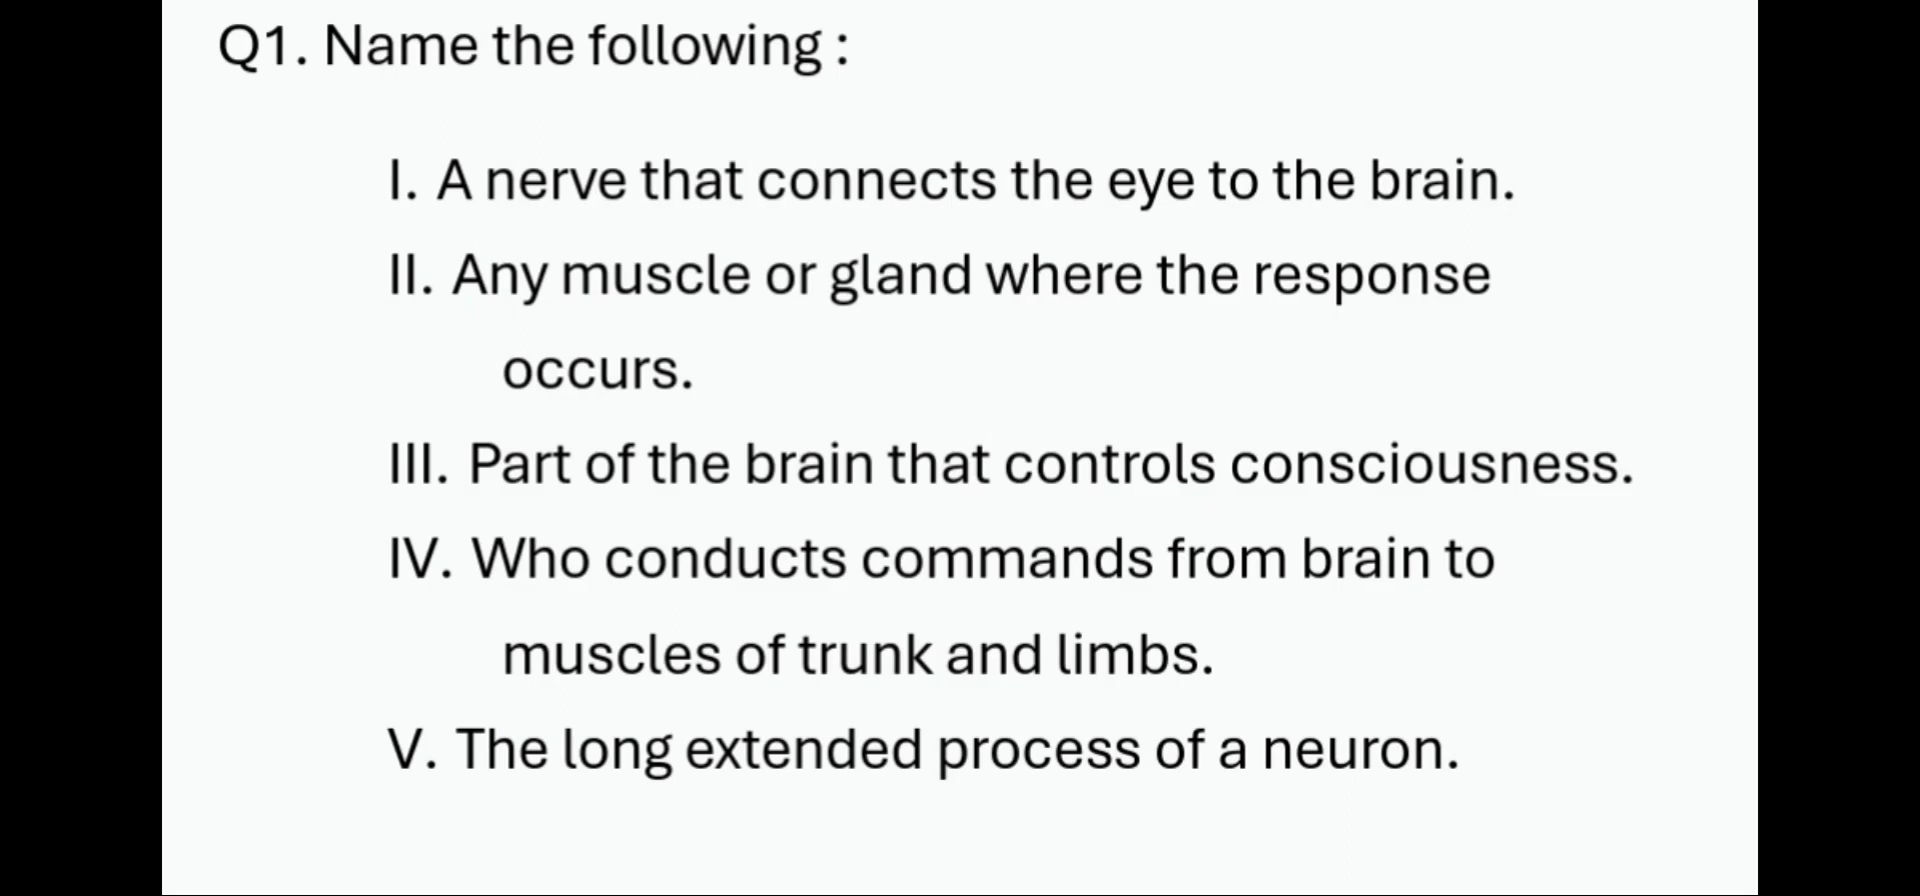 Q1. Name the following :
I. A nerve that connects the eye to the brain.
II. Any muscle or gland where the response
occurs.
III. Part of the brain that controls consciousness.
IV. Who conducts commands from brain to
muscles of trunk and limbs.
V. The long extended process of a neuron.